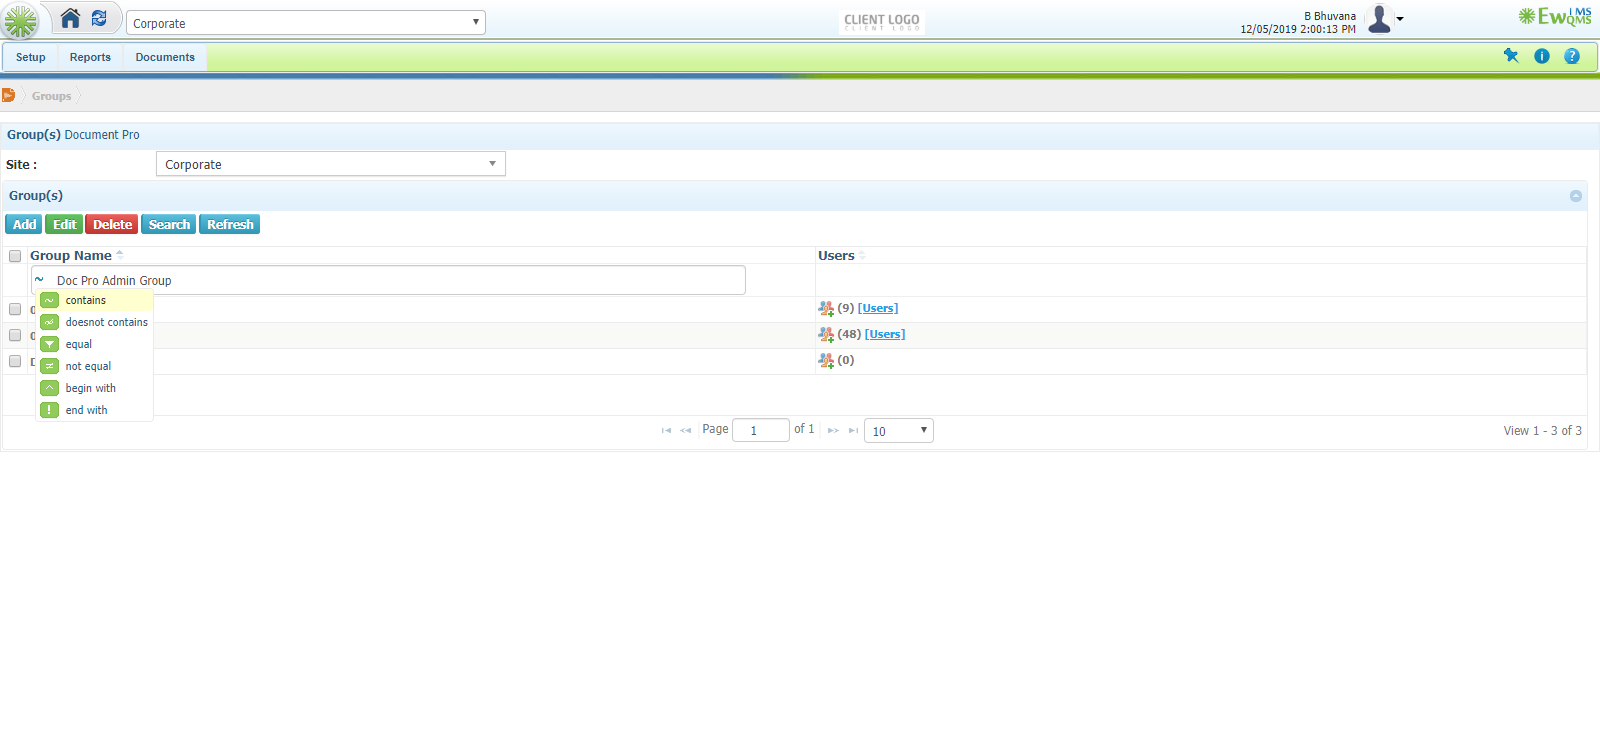 Corporate
CLIENT LOGO
CLIENT LOGO
B Bhuvana
12/05/2019 2:00:13 PM
EwQMS
IMS
Setup Reports Documents
Groups
Group(s) Document Pro
Site : Corporate
Group(s)
Add Edit Delete Search Refresh
Group Name Users
Doc Pro Admin Group
contains
(9) [Users]
doesnot contains
(48) [Users]
equal
(0)
not equal
begin with
end with
Page 1 of 1 10 View 1 - 3 of 3